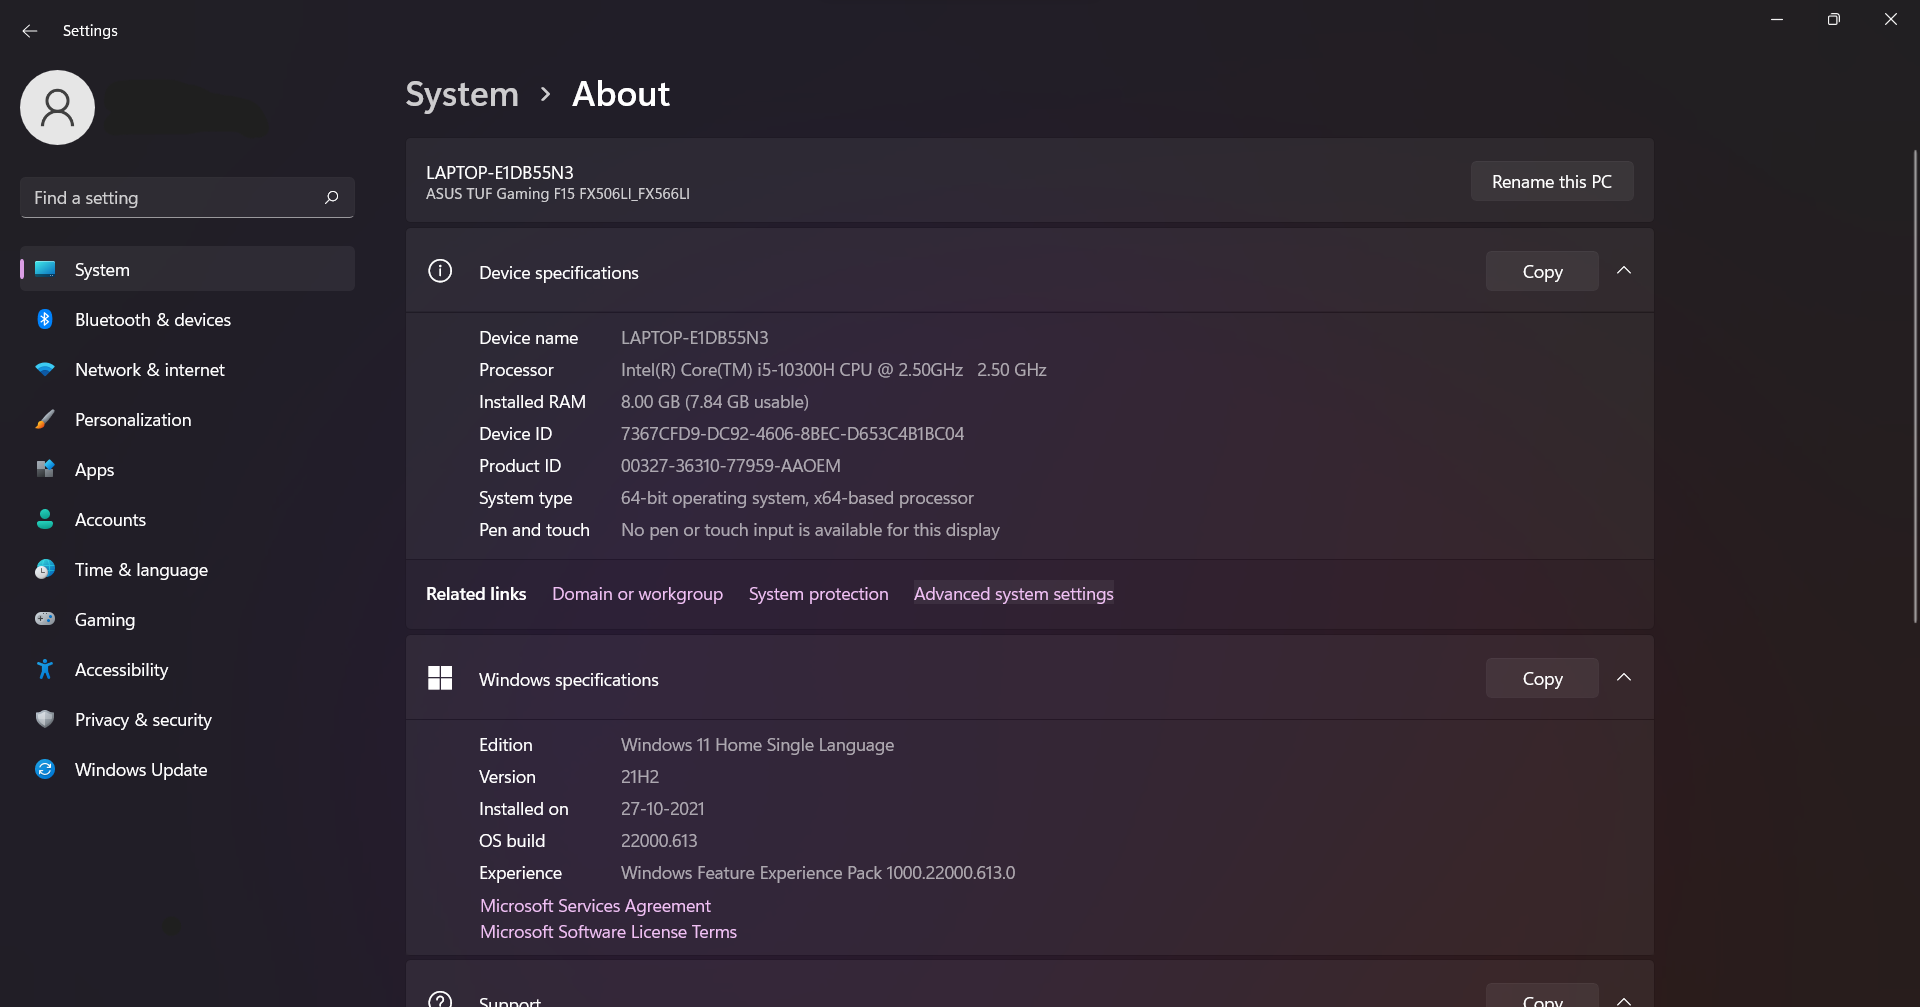 Settings
Find a setting
System
Bluetooth & devices
Network & internet
Personalization
Apps
Accounts
Time & language
Gaming
Accessibility
Privacy & security
Windows Update
System > About
LAPTOP-E1DB55N3
ASUS TUF Gaming F15 FX506LI_FX566LI
Rename this PC
Device specifications
Copy
Device name LAPTOP-E1DB55N3
Processor Intel(R) Core(TM) i5-10300H CPU @ 2.50GHz 2.50 GHz
Installed RAM 8.00 GB (7.84 GB usable)
Device ID 7367CFD9-DC92-4606-8BEC-D653C4B1BC04
Product ID 00327-36310-77959-AAOEM
System type 64-bit operating system, x64-based processor
Pen and touch No pen or touch input is available for this display
Related links Domain or workgroup System protection Advanced system settings
Windows specifications
Copy
Edition Windows 11 Home Single Language
Version 21H2
Installed on 27-10-2021
OS build 22000.613
Experience Windows Feature Experience Pack 1000.22000.613.0
Microsoft Services Agreement
Microsoft Software License Terms
Support
Copy